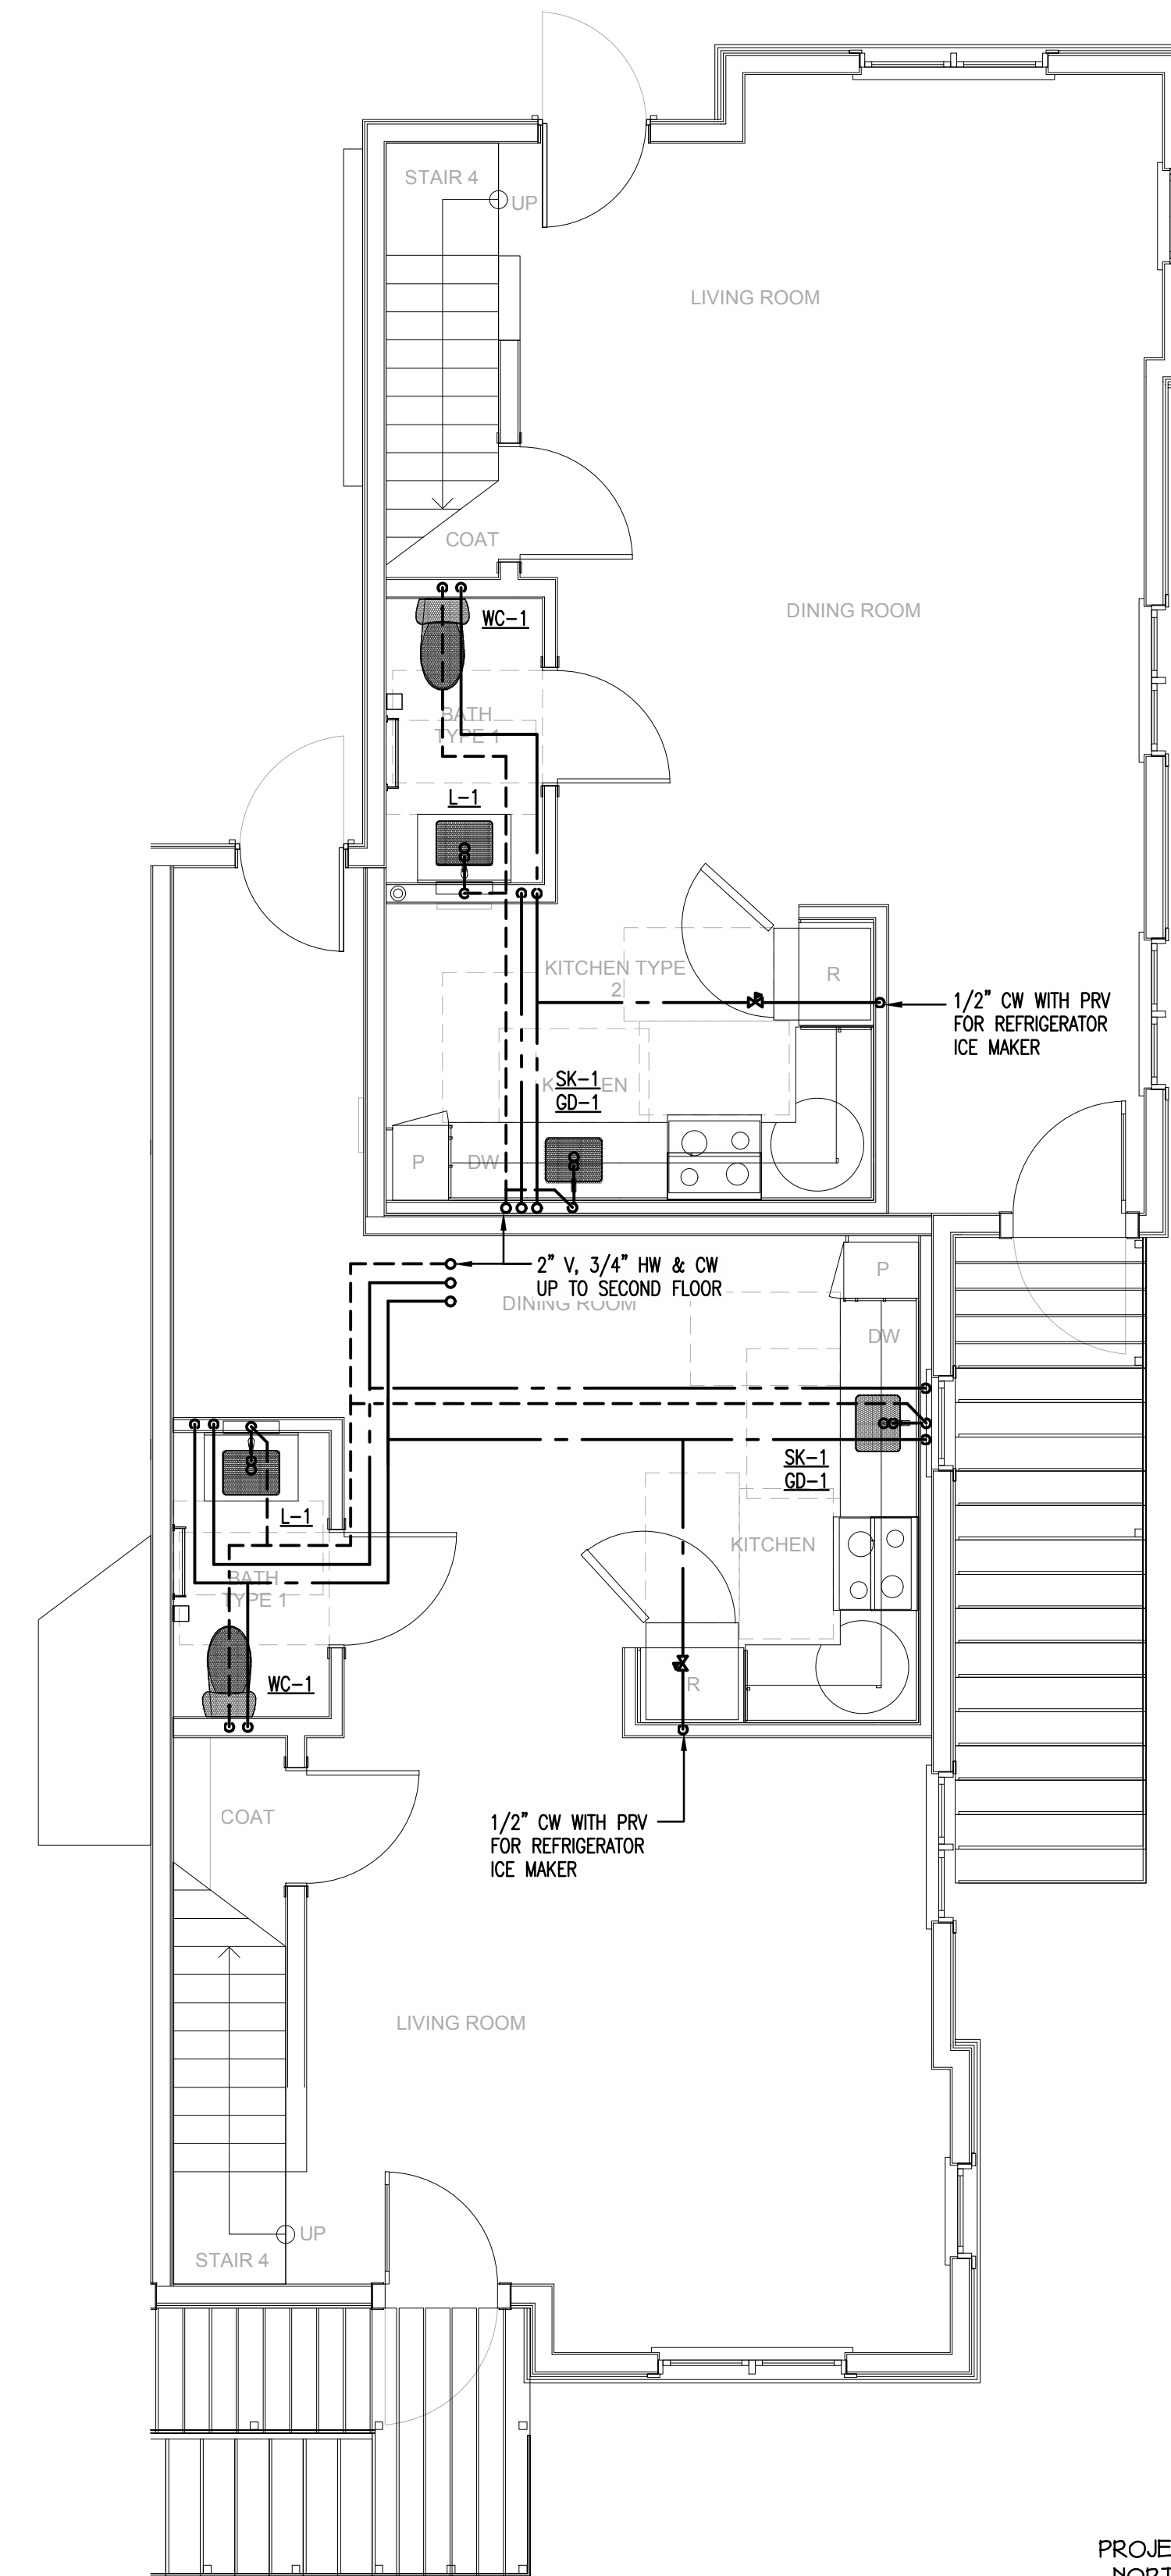 STAIR 4
UP
LIVING ROOM
COAT
DINING ROOM
WC-1
BATH
TYPE 1
L-1
KITCHEN TYPE
2
R
1/2” CW WITH PRV
FOR REFRIGERATOR
ICE MAKER
SK-1
KITCHEN
GD-1
P
DW
2” V, 3/4” HW & CW
UP TO SECOND FLOOR
DINING ROOM
P
DW
SK-1
GD-1
L-1
KITCHEN
BATH
TYPE 1
WC-1
R
COAT
1/2” CW WITH PRV
FOR REFRIGERATOR
ICE MAKER
LIVING ROOM
UP
STAIR 4
PROJE